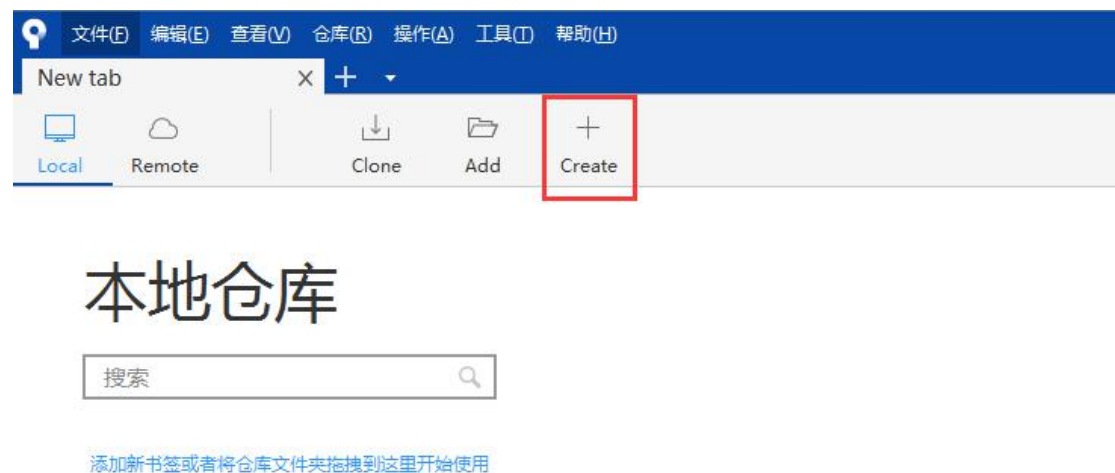 文件(F) 编辑(E) 查看(V) 仓库(R) 操作(A) 工具(T) 帮助(H)
New tab
Local Remote Clone Add Create
本地仓库
搜索
添加新书签或者将仓库文件夹拖拽到这里开始使用